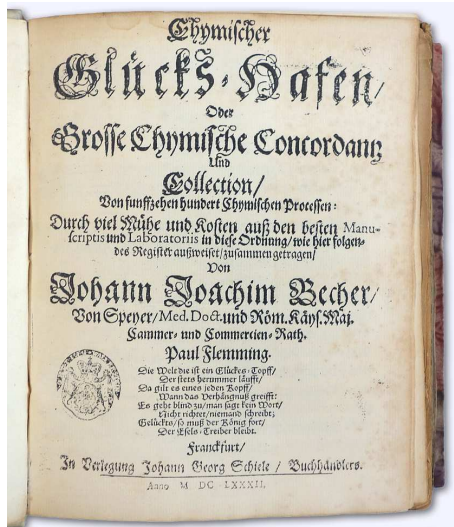 Chymischer
Glücks-Hafen/
Oder
Grosse Chymische Concordantz
Und
Collection/
Von funffzehen hundert Chymischen Processen:
Durch viel Mühe und Kosten auß den besten Manu-
scriptis und Laboratoriis in diese Ordnung/wie hier folgen-
des Register außweiset/zusammen getragen/
Von
Johann Joachim Becher/
Von Speyer/Med. Doct. und Röm. Käys. Maj.
Cammer- und Commercien-Rath.
Paul Flemming.
Die Welt die ist ein Glückes-Topff/
Der stets herummer läufft/
Da gilt es eines jeden Kopff/
Wann das Verhängnuß greifft:
Es geht blind zu/man sagt kein Wort/
Nicht richtet/niemand schreibt;
Gelückts/so muß der König fort/
Der Esels-Treiber bleibt.
Franckfurt/
In Verlegung Johann Georg Schiele / Buchhändlers.
Anno M DC LXXXII.